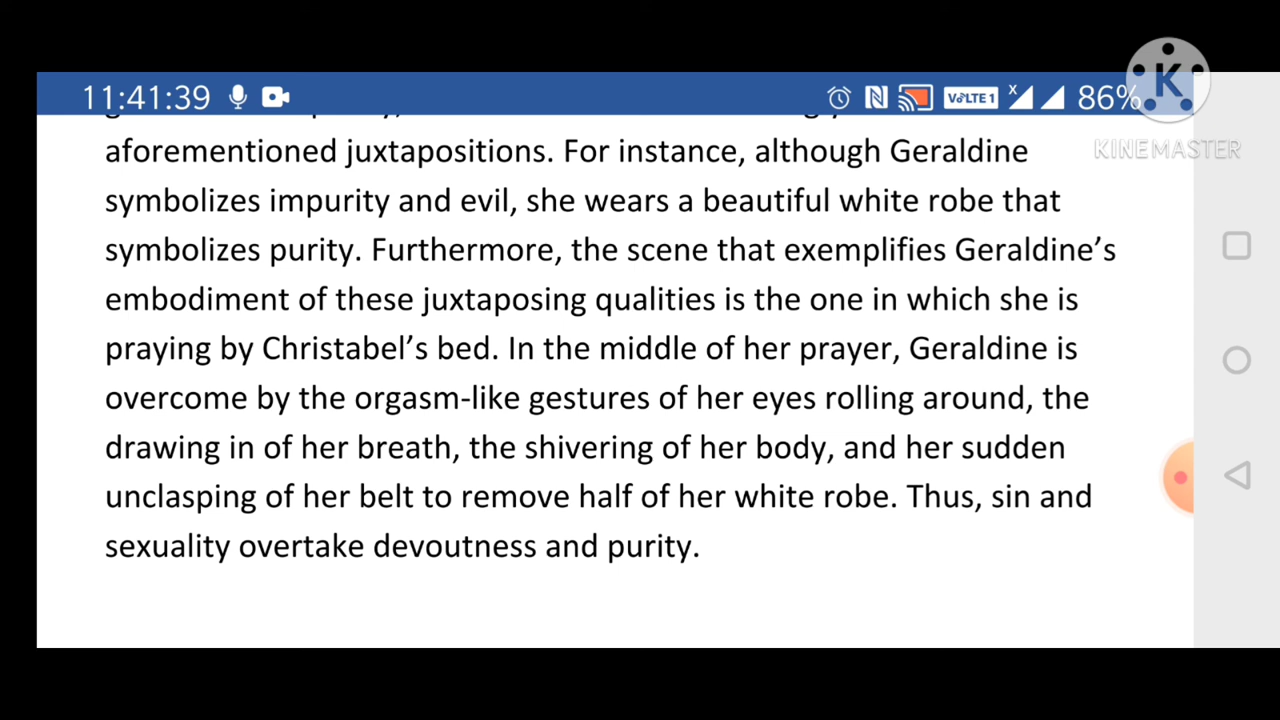 11:41:39 VoLTE 1 X 86%
K
KINEMASTER
aforementioned juxtapositions. For instance, although Geraldine
symbolizes impurity and evil, she wears a beautiful white robe that
symbolizes purity. Furthermore, the scene that exemplifies Geraldine’s
embodiment of these juxtaposing qualities is the one in which she is
praying by Christabel’s bed. In the middle of her prayer, Geraldine is
overcome by the orgasm-like gestures of her eyes rolling around, the
drawing in of her breath, the shivering of her body, and her sudden
unclasping of her belt to remove half of her white robe. Thus, sin and
sexuality overtake devoutness and purity.